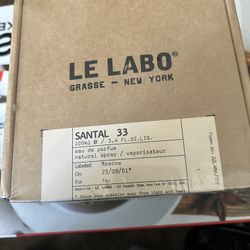 LE LABO®
GRASSE - NEW YORK
SANTAL 33
100ml ℮ / 3,4 FL.OZ.LIQ.
eau de parfum
natural spray / vaporisateur
Labeled: Moscow
On: 23/09/01*
For: You